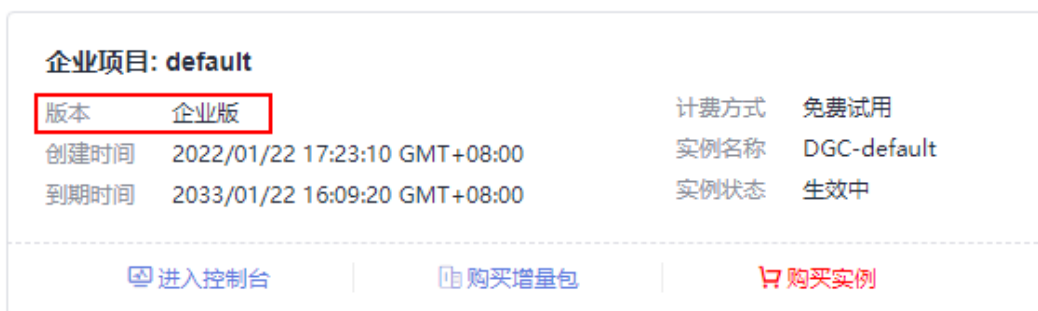 企业项目: default
版本 企业版
计费方式 免费试用
创建时间 2022/01/22 17:23:10 GMT+08:00
实例名称 DGC-default
到期时间 2033/01/22 16:09:20 GMT+08:00
实例状态 生效中
进入控制台 购买增量包 购买实例